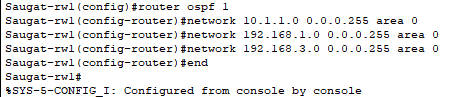 Saugat-rwl(config)#router ospf 1
Saugat-rwl(config-router)#network 10.1.1.0 0.0.0.255 area 0
Saugat-rwl(config-router)#network 192.168.1.0 0.0.0.255 area 0
Saugat-rwl(config-router)#network 192.168.3.0 0.0.0.255 area 0
Saugat-rwl(config-router)#end
Saugat-rwl#
%SYS-5-CONFIG_I: Configured from console by console